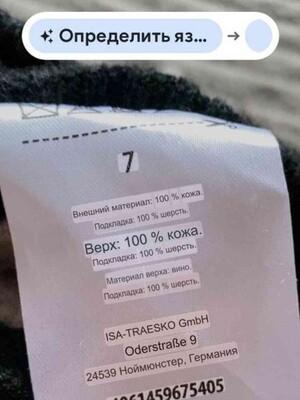 Определить яз...
7
Внешний материал: 100 % кожа.
Подкладка: 100 % шерсть.
Верх: 100 % кожа.
Подкладка: 100 % шерсть.
Материал верха: вино.
Подкладка: 100 % шерсть.
ISA-TRAESKO GmbH
Oderstraße 9
24539 Ноймюнстер, Германия
4061459675405